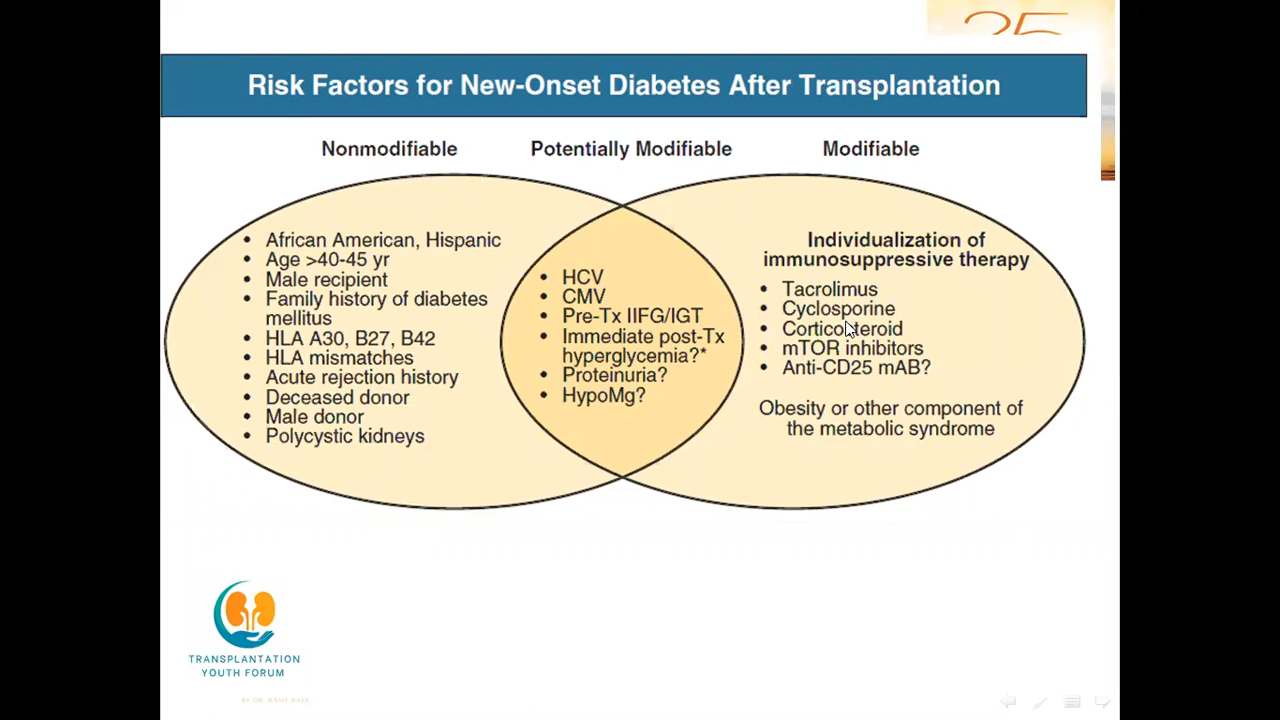 25
Risk Factors for New-Onset Diabetes After Transplantation
Nonmodifiable
Potentially Modifiable
Modifiable
• African American, Hispanic
• Age >40-45 yr
• Male recipient
• Family history of diabetes
mellitus
• HLA A30, B27, B42
• HLA mismatches
• Acute rejection history
• Deceased donor
• Male donor
• Polycystic kidneys
• HCV
• CMV
• Pre-Tx IIFG/IGT
• Immediate post-Tx
hyperglycemia?*
• Proteinuria?
• HypoMg?
Individualization of
immunosuppressive therapy
• Tacrolimus
• Cyclosporine
• Corticosteroid
• mTOR inhibitors
• Anti-CD25 mAB?
Obesity or other component of
the metabolic syndrome
TRANSPLANTATION
YOUTH FORUM